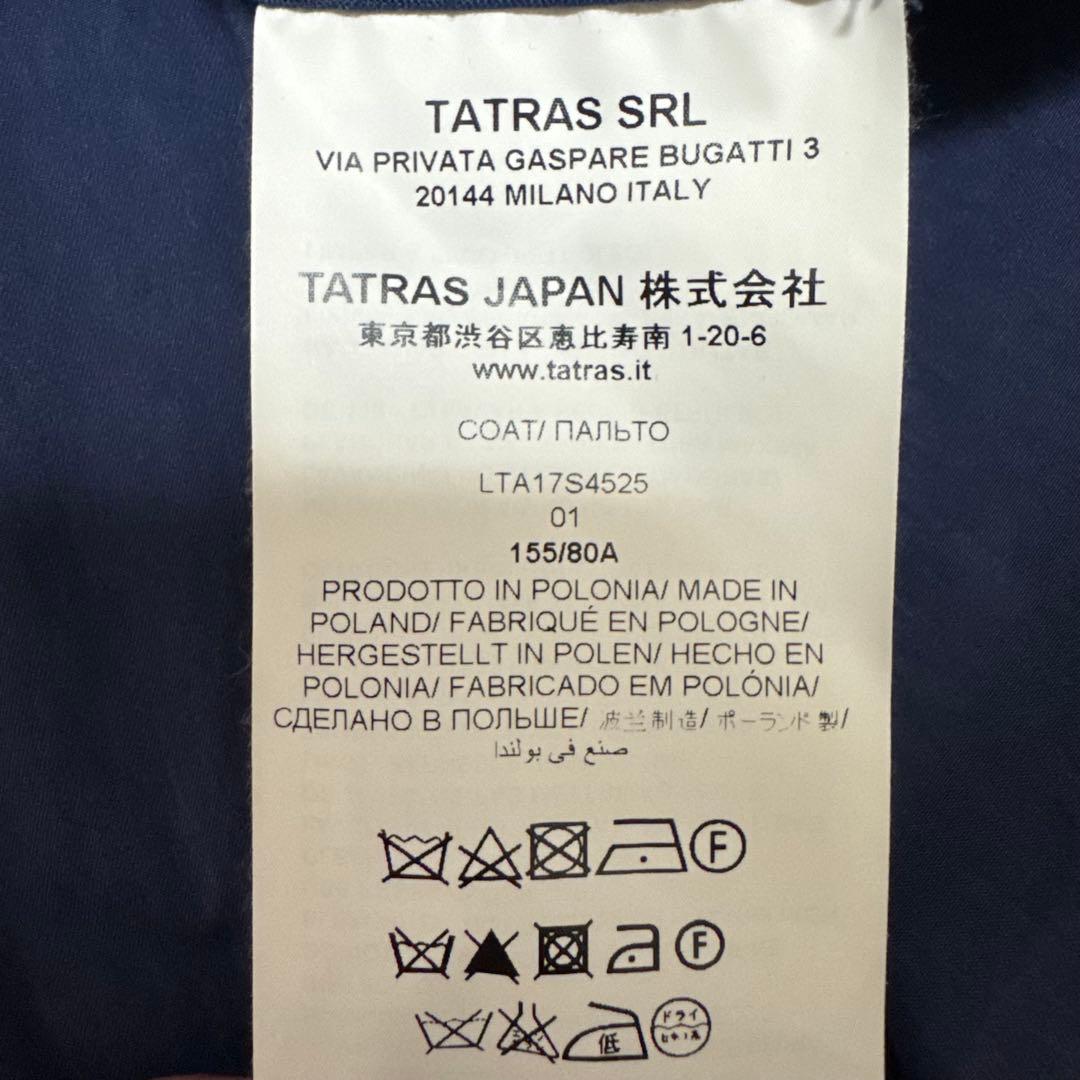 TATRAS SRL
VIA PRIVATA GASPARE BUGATTI 3
20144 MILANO ITALY
TATRAS JAPAN 株式会社
東京都渋谷区恵比寿南 1-20-6
www.tatras.it
COAT/ ПАЛЬТО
LTA17S4525
01
155/80A
PRODOTTO IN POLONIA/ MADE IN
POLAND/ FABRIQUÉ EN POLOGNE/
HERGESTELLT IN POLEN/ HECHO EN
POLONIA/ FABRICADO EM POLÓNIA/
СДЕЛАНО В ПОЛЬШЕ/ 波兰制造/ ポーランド製/
صنع في بولندا
F
F
低 ドライ